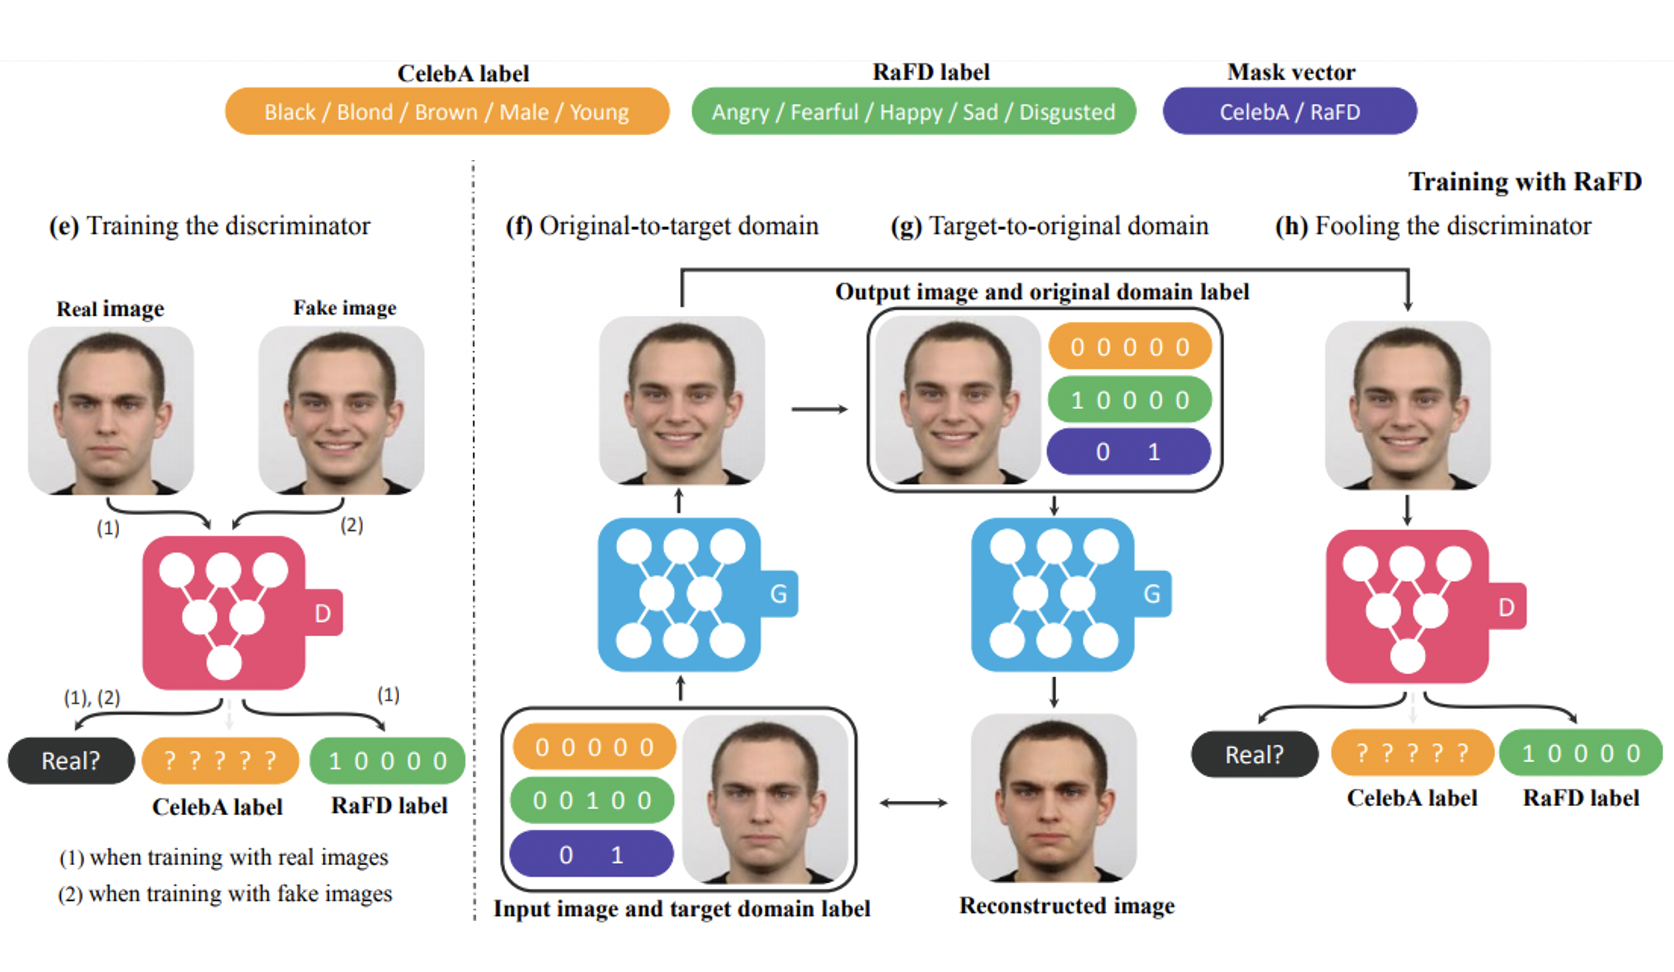 CelebA label
RaFD label
Mask vector
Black / Blond / Brown / Male / Young
Angry / Fearful / Happy / Sad / Disgusted
CelebA / RaFD
Training with RaFD
(e) Training the discriminator
(f) Original-to-target domain
(g) Target-to-original domain
(h) Fooling the discriminator
Real image
Fake image
(1)
(2)
D
(1), (2)
(1)
Real?
? ? ? ? ?
1 0 0 0 0
CelebA label
RaFD label
(1) when training with real images
(2) when training with fake images
Output image and original domain label
0 0 0 0 0
1 0 0 0 0
0 1
G
G
0 0 0 0 0
0 0 1 0 0
0 1
Input image and target domain label
Reconstructed image
D
Real?
? ? ? ? ?
1 0 0 0 0
CelebA label
RaFD label